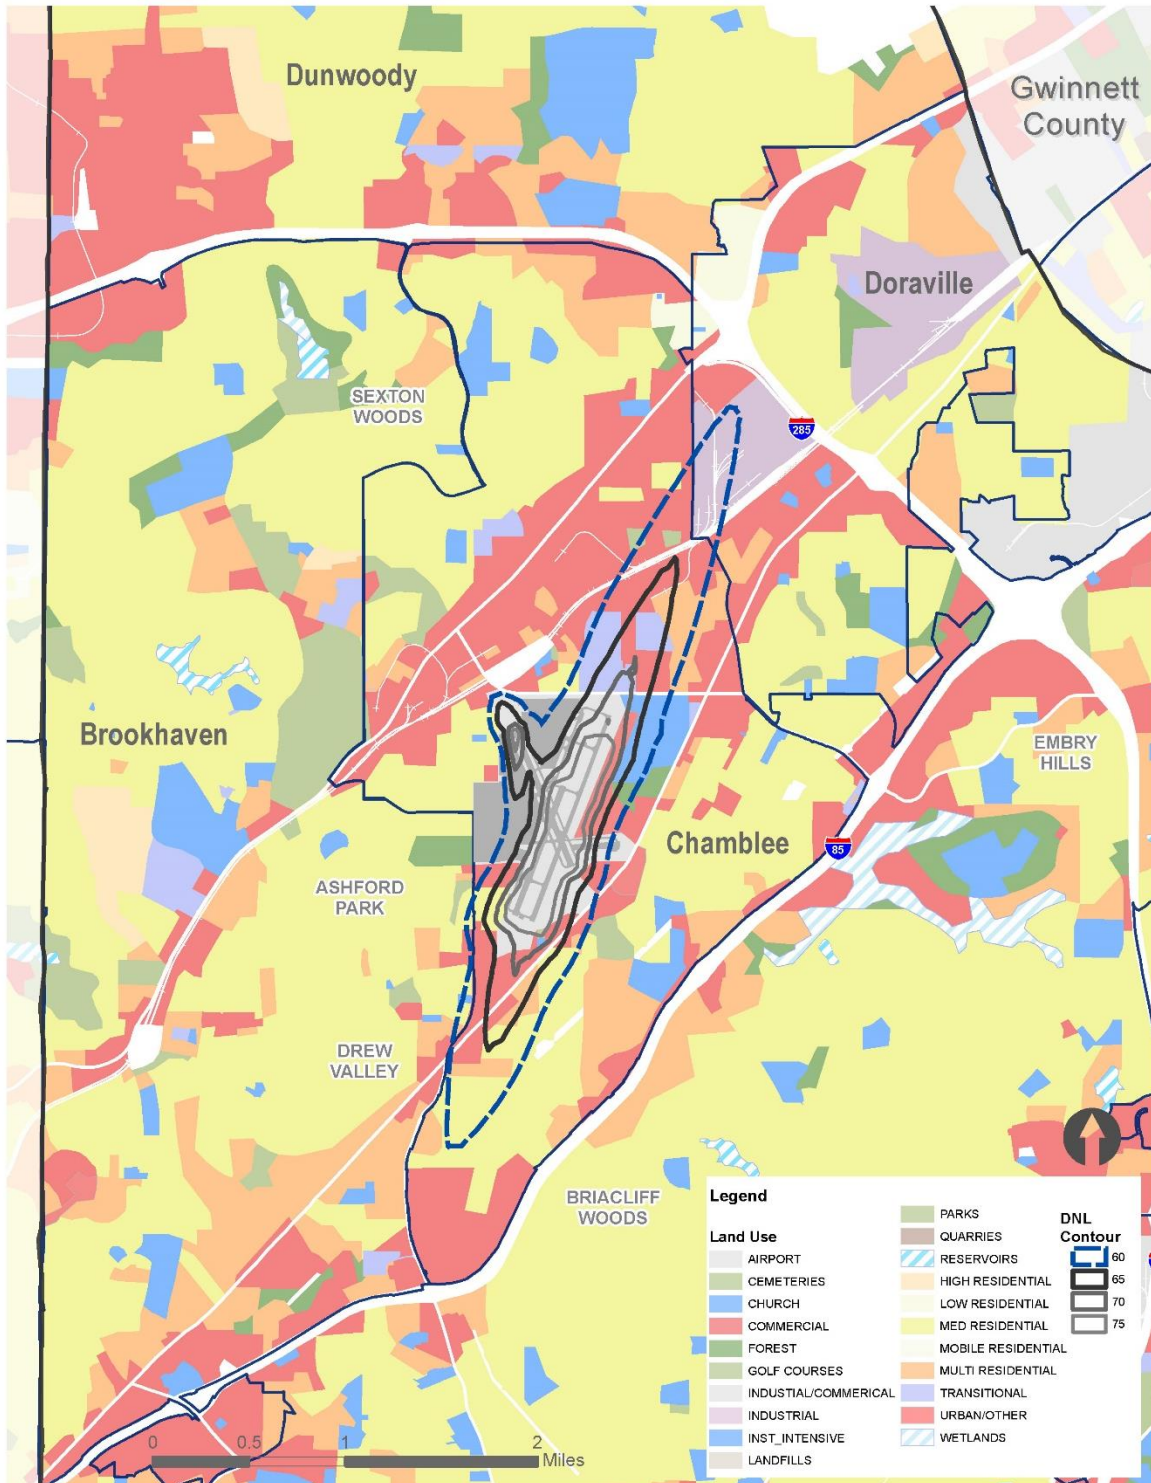 Dunwoody
Gwinnett
County
Doraville
SEXTON
WOODS
285
Brookhaven
EMBRY
HILLS
Chamblee
85
ASHFORD
PARK
DREW
VALLEY
BRIACLIFF
WOODS
Legend
Land Use
AIRPORT
CEMETERIES
CHURCH
COMMERCIAL
FOREST
GOLF COURSES
INDUSTIAL/COMMERICAL
INDUSTRIAL
INST_INTENSIVE
LANDFILLS
PARKS
QUARRIES
RESERVOIRS
HIGH RESIDENTIAL
LOW RESIDENTIAL
MED RESIDENTIAL
MOBILE RESIDENTIAL
MULTI RESIDENTIAL
TRANSITIONAL
URBAN/OTHER
WETLANDS
DNL
Contour
60
65
70
75
0 0.5 1 2
Miles